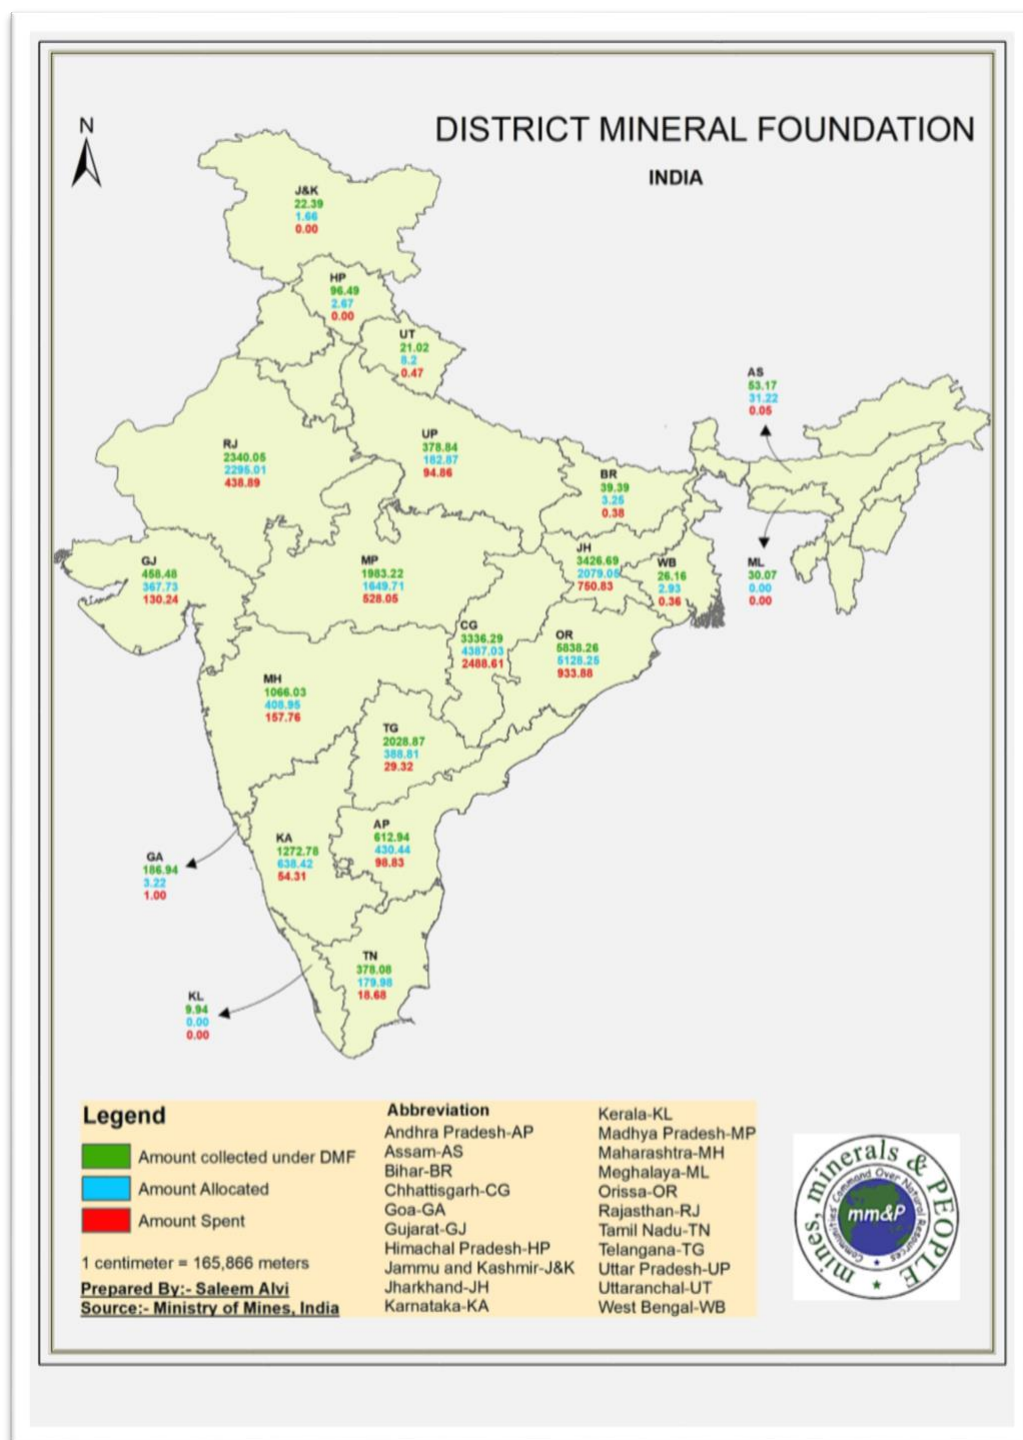 DISTRICT MINERAL FOUNDATION
INDIA
N
J&K
22.39
1.66
0.00
HP
96.49
2.67
0.00
UT
21.02
8.2
0.47
AS
53.17
31.22
0.05
RJ
2340.05
2295.01
438.89
UP
378.84
182.87
94.86
BR
39.39
3.25
0.38
GJ
458.48
367.73
130.24
MP
1983.22
1649.71
528.05
JH
3426.69
2079.05
750.83
WB
26.16
2.93
0.36
ML
30.07
0.00
0.00
CG
3336.29
4387.03
2488.61
OR
5838.26
5128.25
933.88
MH
1066.03
408.95
157.76
TG
2028.87
388.81
29.32
GA
186.94
3.22
1.00
KA
1272.78
638.42
54.31
AP
612.94
430.44
98.83
TN
378.08
179.98
18.68
KL
9.94
0.00
0.00
Legend
Amount collected under DMF
Amount Allocated
Amount Spent
1 centimeter = 165,866 meters
Prepared By:- Saleem Alvi
Source:- Ministry of Mines, India
Abbreviation
Andhra Pradesh-AP
Assam-AS
Bihar-BR
Chhattisgarh-CG
Goa-GA
Gujarat-GJ
Himachal Pradesh-HP
Jammu and Kashmir-J&K
Jharkhand-JH
Karnataka-KA
Kerala-KL
Madhya Pradesh-MP
Maharashtra-MH
Meghalaya-ML
Orissa-OR
Rajasthan-RJ
Tamil Nadu-TN
Telangana-TG
Uttar Pradesh-UP
Uttaranchal-UT
West Bengal-WB
mines, minerals & PEOPLE
Communities' Command Over Natural Resources
mm&P